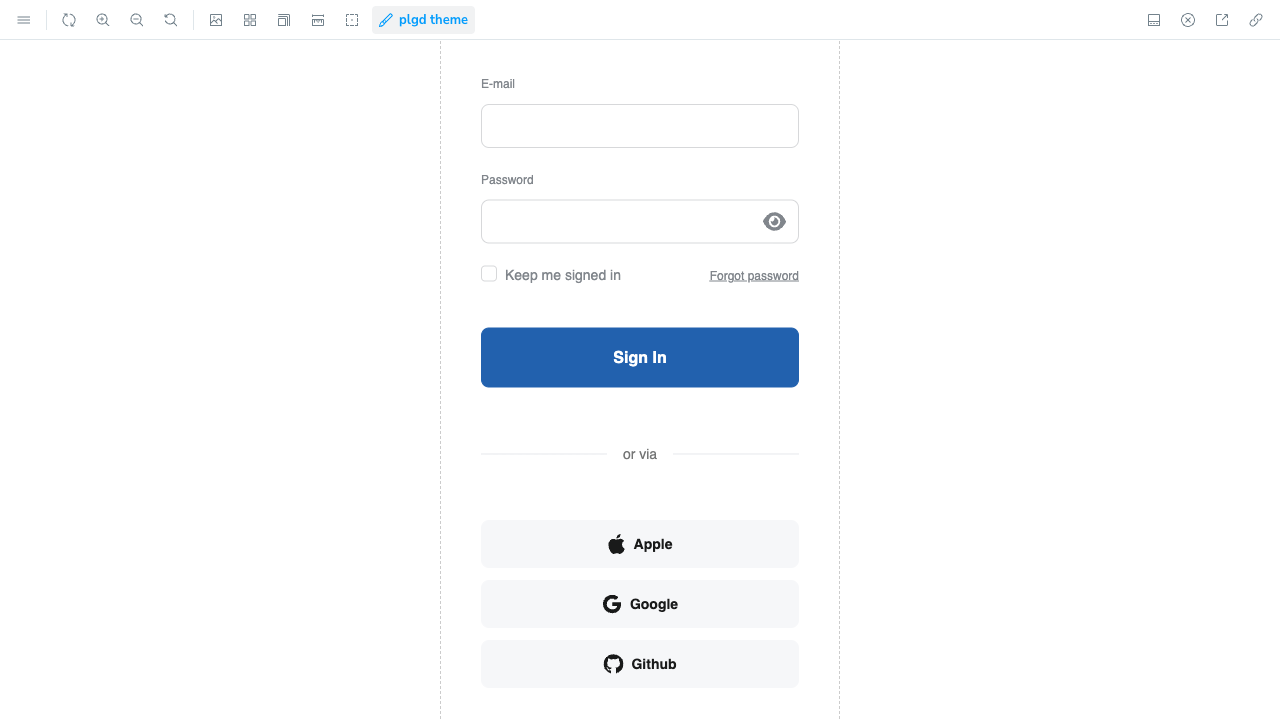 plgd theme
E-mail
Password
Keep me signed in
Forgot password
Sign In
or via
Apple
Google
Github